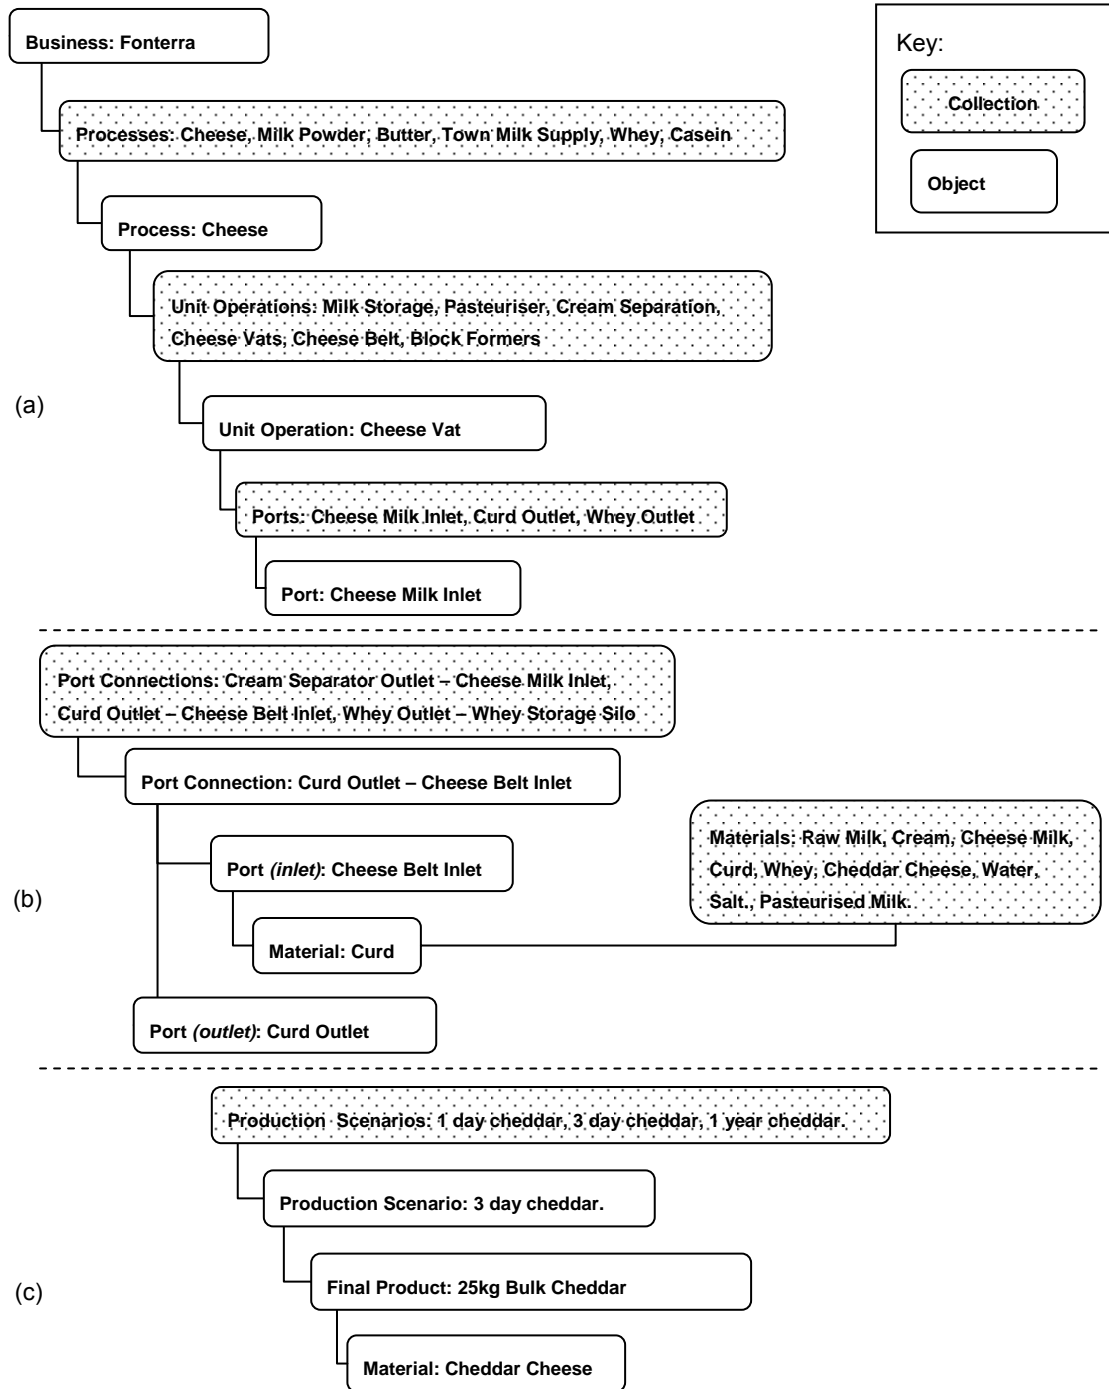 Business: Fonterra
Key:
Collection
Object
Processes: Cheese, Milk Powder, Butter, Town Milk Supply, Whey, Casein
Process: Cheese
Unit Operations: Milk Storage, Pasteuriser, Cream Separation,
Cheese Vats, Cheese Belt, Block Formers
(a)
Unit Operation: Cheese Vat
Ports: Cheese Milk Inlet, Curd Outlet, Whey Outlet
Port: Cheese Milk Inlet
Port Connections: Cream Separator Outlet – Cheese Milk Inlet,
Curd Outlet – Cheese Belt Inlet, Whey Outlet – Whey Storage Silo
Port Connection: Curd Outlet – Cheese Belt Inlet
Materials: Raw Milk, Cream, Cheese Milk,
Curd, Whey, Cheddar Cheese, Water,
Salt., Pasteurised Milk.
Port (inlet): Cheese Belt Inlet
(b)
Material: Curd
Port (outlet): Curd Outlet
Production Scenarios: 1 day cheddar, 3 day cheddar, 1 year cheddar.
Production Scenario: 3 day cheddar.
(c)
Final Product: 25kg Bulk Cheddar
Material: Cheddar Cheese